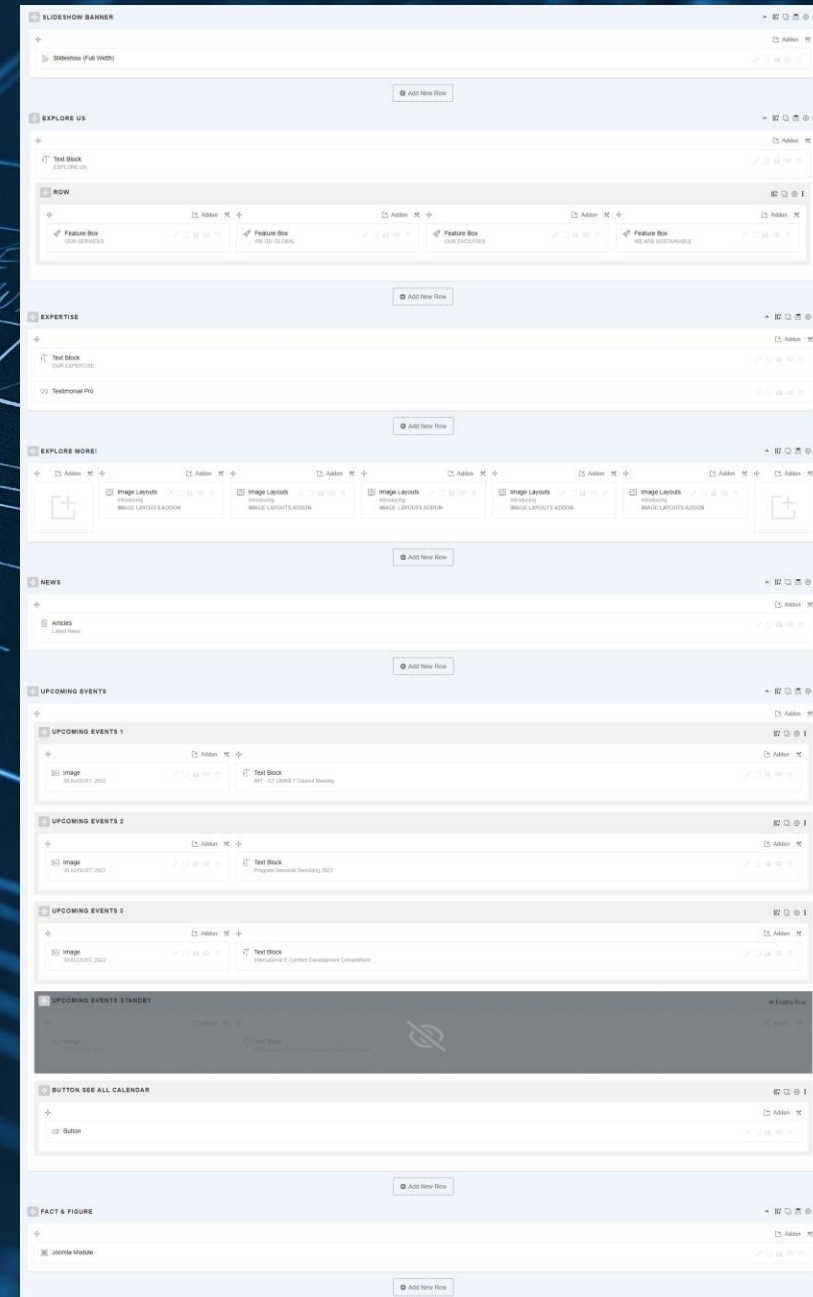 SLIDESHOW BANNER
Addon
Slideshow (Full Width)
Add New Row
EXPLORE US
Addon
Text Block
EXPLORE US
ROW
Addon Addon Addon Addon
Feature Box Feature Box Feature Box Feature Box
OUR SERVICES WE GO GLOBAL OUR FACILITIES WE ARE SUSTAINABLE
Add New Row
EXPERTISE
Addon
Text Block
OUR EXPERTISE
Testimonial Pro
Add New Row
EXPLORE MORE!
Addon Addon Addon Addon Addon Addon Addon
Image Layouts Image Layouts Image Layouts Image Layouts Image Layouts
Introducing Introducing Introducing Introducing Introducing
IMAGE LAYOUTS ADDON IMAGE LAYOUTS ADDON IMAGE LAYOUTS ADDON IMAGE LAYOUTS ADDON IMAGE LAYOUTS ADDON
Add New Row
NEWS
Addon
Articles
Latest News
Add New Row
UPCOMING EVENTS
Addon
UPCOMING EVENTS 1
Addon Addon
Image Text Block
30 AUGUST, 2022 IMT - GT UNINET Council Meeting
UPCOMING EVENTS 2
Addon Addon
Image Text Block
30 AUGUST, 2022 Program Semarak Gemilang 2022
UPCOMING EVENTS 3
Addon Addon
Image Text Block
30 AUGUST, 2022 International E-Content Development Competitions
UPCOMING EVENTS STANDBY Enable Row
Addon Addon
Image Text Block
BUTTON SEE ALL CALENDAR
Addon
Button
Add New Row
FACT & FIGURE
Addon
Joomla Module
Add New Row